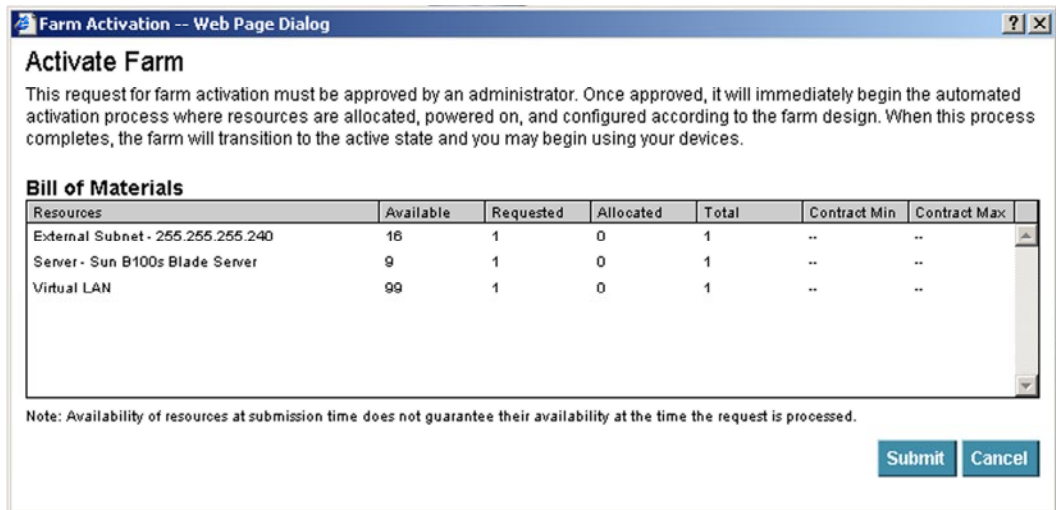 Farm Activation -- Web Page Dialog
Activate Farm
This request for farm activation must be approved by an administrator. Once approved, it will immediately begin the automated
activation process where resources are allocated, powered on, and configured according to the farm design. When this process
completes, the farm will transition to the active state and you may begin using your devices.
Bill of Materials
Resources Available Requested Allocated Total Contract Min Contract Max
External Subnet - 255.255.255.240 16 1 0 1 -- --
Server - Sun B100s Blade Server 9 1 0 1 -- --
Virtual LAN 99 1 0 1 -- --
Note: Availability of resources at submission time does not guarantee their availability at the time the request is processed.
Submit Cancel